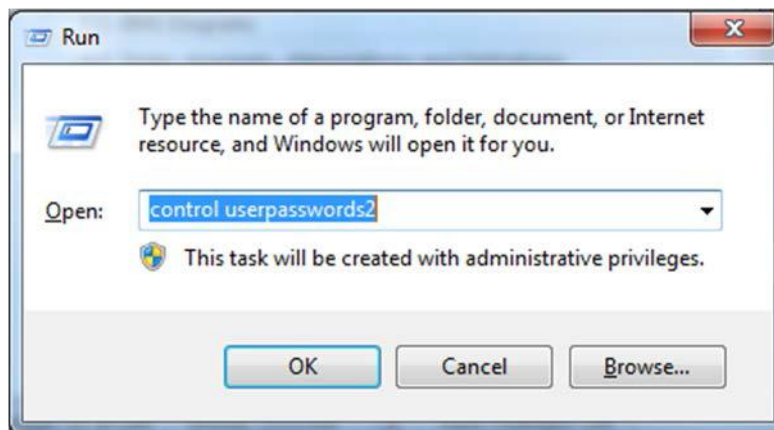 Run
Type the name of a program, folder, document, or Internet
resource, and Windows will open it for you.
Open: control userpasswords2
This task will be created with administrative privileges.
OK Cancel Browse...